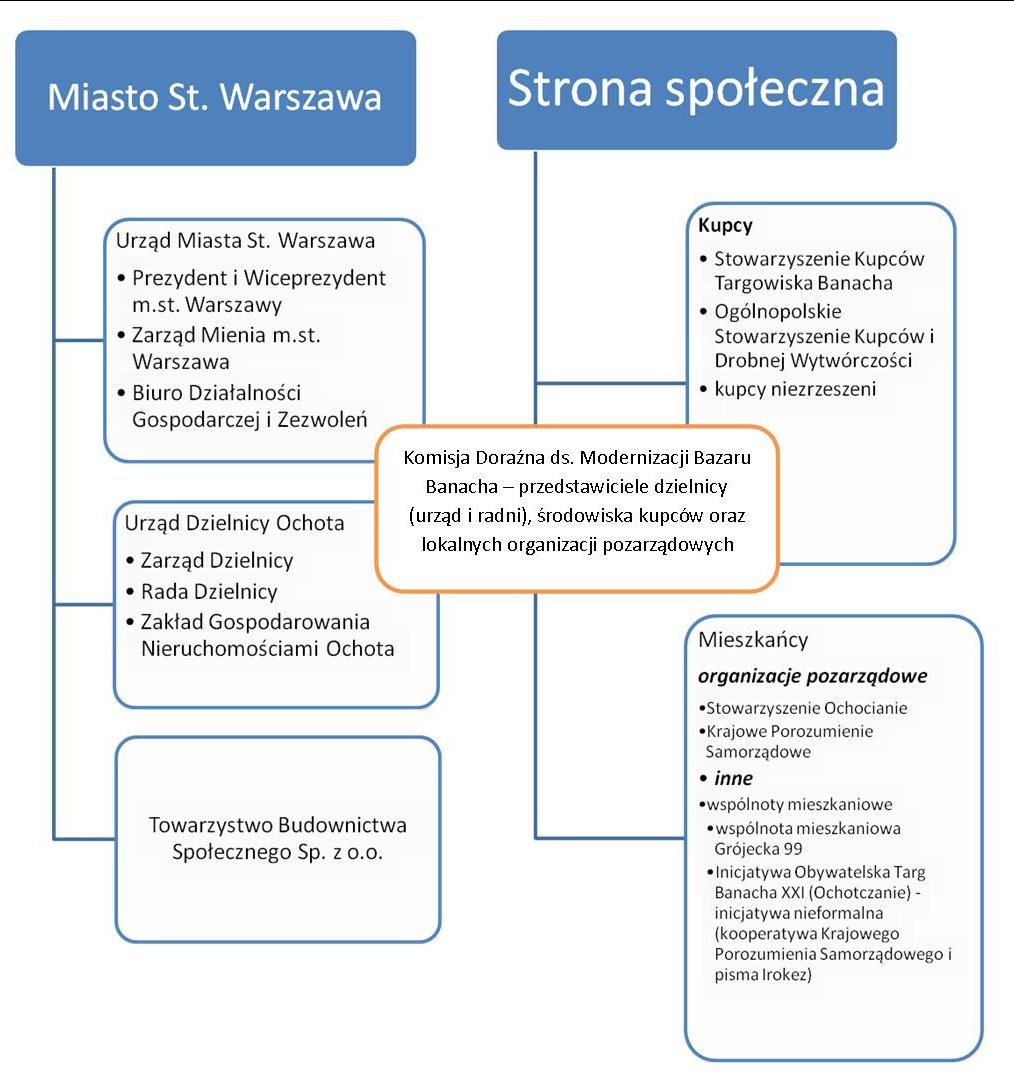 Miasto St. Warszawa
Urząd Miasta St. Warszawa
• Prezydent i Wiceprezydent
m.st. Warszawy
• Zarząd Mienia m.st.
Warszawa
• Biuro Działalności
Gospodarczej i Zezwoleń
Urząd Dzielnicy Ochota
• Zarząd Dzielnicy
• Rada Dzielnicy
• Zakład Gospodarowania
Nieruchomościami Ochota
Towarzystwo Budownictwa
Społecznego Sp. z o.o.
Komisja Doraźna ds. Modernizacji Bazaru
Banacha – przedstawiciele dzielnicy
(urząd i radni), środowiska kupców oraz
lokalnych organizacji pozarządowych
Strona społeczna
Kupcy
• Stowarzyszenie Kupców
Targowiska Banacha
• Ogólnopolskie
Stowarzyszenie Kupców i
Drobnej Wytwórczości
• kupcy niezrzeszeni
Mieszkańcy
organizacje pozarządowe
•Stowarzyszenie Ochocianie
•Krajowe Porozumienie
Samorządowe
• inne
•wspólnoty mieszkaniowe
•wspólnota mieszkaniowa
Grójecka 99
•Inicjatywa Obywatelska Targ
Banacha XXI (Ochotczanie) -
inicjatywa nieformalna
(kooperatywa Krajowego
Porozumienia Samorządowego i
pisma Irokez)